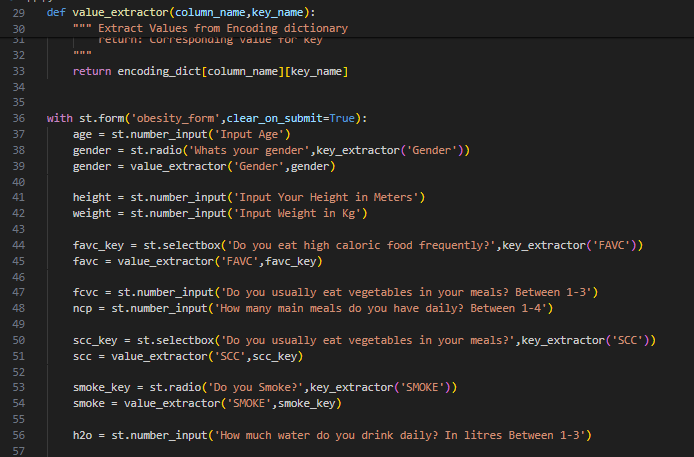 29 def value_extractor(column_name,key_name):
30     """ Extract Values from Encoding dictionary
31         return: Corresponding value for key
32     """
33     return encoding_dict[column_name][key_name]
34
35
36 with st.form('obesity_form',clear_on_submit=True):
37     age = st.number_input('Input Age')
38     gender = st.radio('Whats your gender',key_extractor('Gender'))
39     gender = value_extractor('Gender',gender)
40
41     height = st.number_input('Input Your Height in Meters')
42     weight = st.number_input('Input Weight in Kg')
43
44     favc_key = st.selectbox('Do you eat high caloric food frequently?',key_extractor('FAVC'))
45     favc = value_extractor('FAVC',favc_key)
46
47     fcvc = st.number_input('Do you usually eat vegetables in your meals? Between 1-3')
48     ncp = st.number_input('How many main meals do you have daily? Between 1-4')
49
50     scc_key = st.selectbox('Do you usually eat vegetables in your meals?',key_extractor('SCC'))
51     scc = value_extractor('SCC',scc_key)
52
53     smoke_key = st.radio('Do you Smoke?',key_extractor('SMOKE'))
54     smoke = value_extractor('SMOKE',smoke_key)
55
56     h2o = st.number_input('How much water do you drink daily? In litres Between 1-3')
57